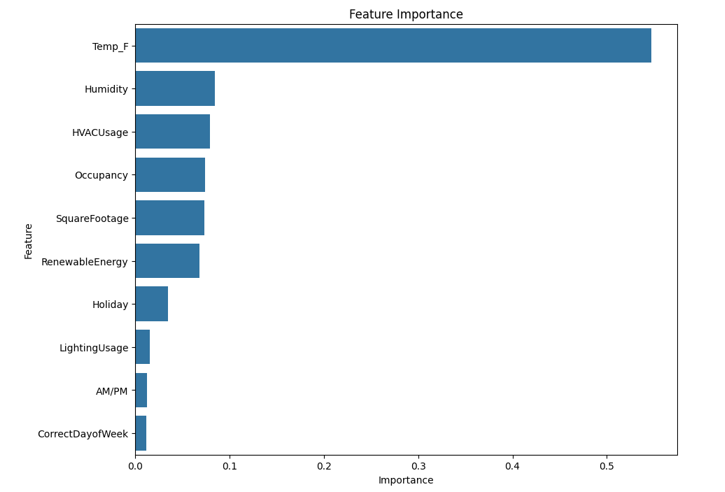 Feature Importance
Temp_F
Humidity
HVACUsage
Occupancy
SquareFootage
RenewableEnergy
Holiday
LightingUsage
AM/PM
CorrectDayofWeek
Feature
0.0 0.1 0.2 0.3 0.4 0.5
Importance